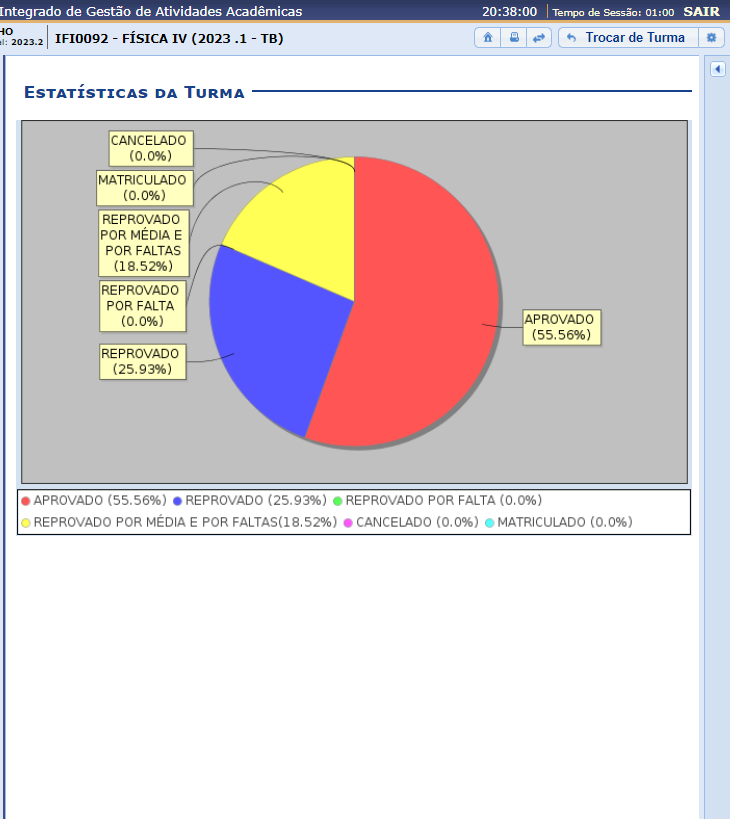 Integrado de Gestão de Atividades Acadêmicas 20:38:00 Tempo de Sessão: 01:00 SAIR
HO
el: 2023.2 IFI0092 - FÍSICA IV (2023 .1 - TB) Trocar de Turma
ESTATÍSTICAS DA TURMA
CANCELADO
(0.0%)
MATRICULADO
(0.0%)
REPROVADO
POR MÉDIA E
POR FALTAS
(18.52%)
REPROVADO
POR FALTA
(0.0%)
REPROVADO
(25.93%)
APROVADO
(55.56%)
APROVADO (55.56%) REPROVADO (25.93%) REPROVADO POR FALTA (0.0%)
REPROVADO POR MÉDIA E POR FALTAS(18.52%) CANCELADO (0.0%) MATRICULADO (0.0%)